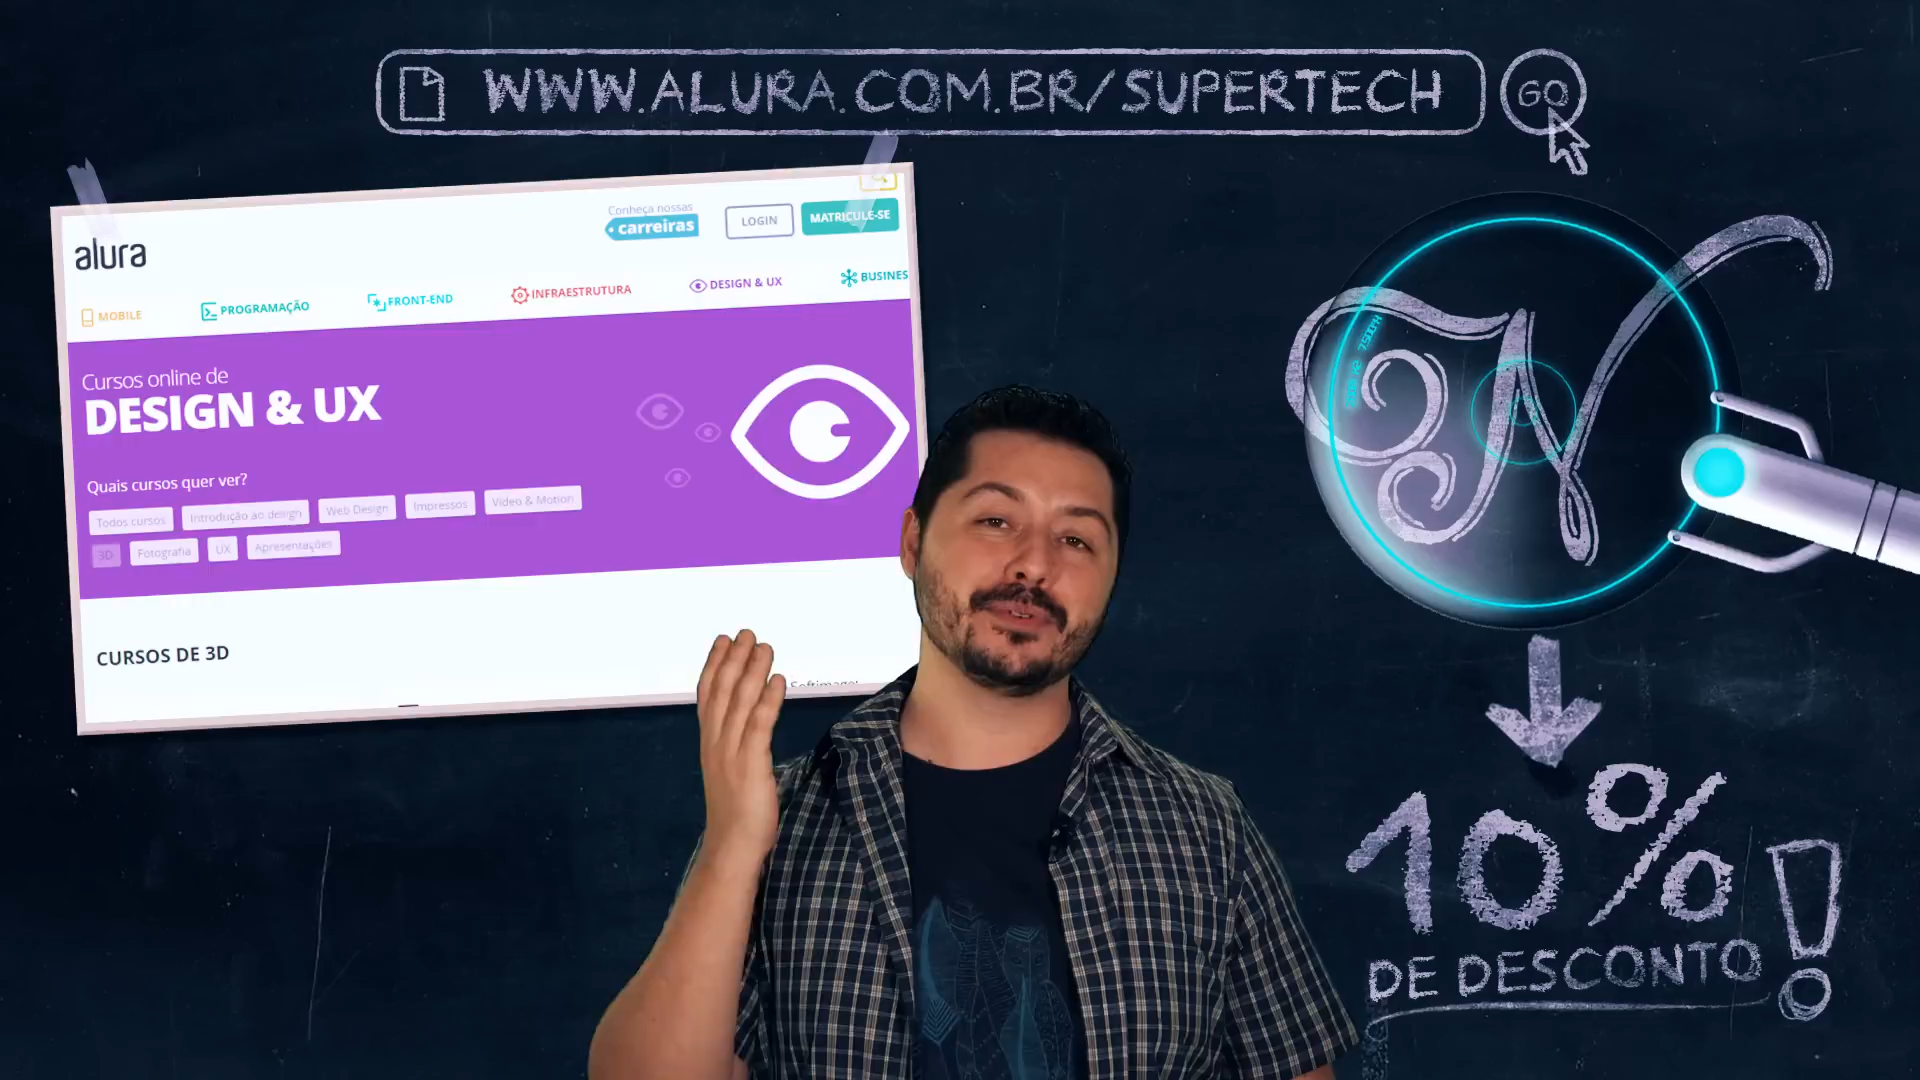 WWW.ALURA.COM.BR/SUPERTECH
GO
Conheça nossas
carreiras
LOGIN
MATRICULE-SE
alura
MOBILE
PROGRAMAÇÃO
FRONT-END
INFRAESTRUTURA
DESIGN & UX
BUSINES
Cursos online de
DESIGN & UX
Quais cursos quer ver?
Todos cursos
Introdução ao design
Web Design
Impressos
Vídeo & Motion
3D
Fotografia
UX
Apresentações
CURSOS DE 3D
N
10%
DE DESCONTO!